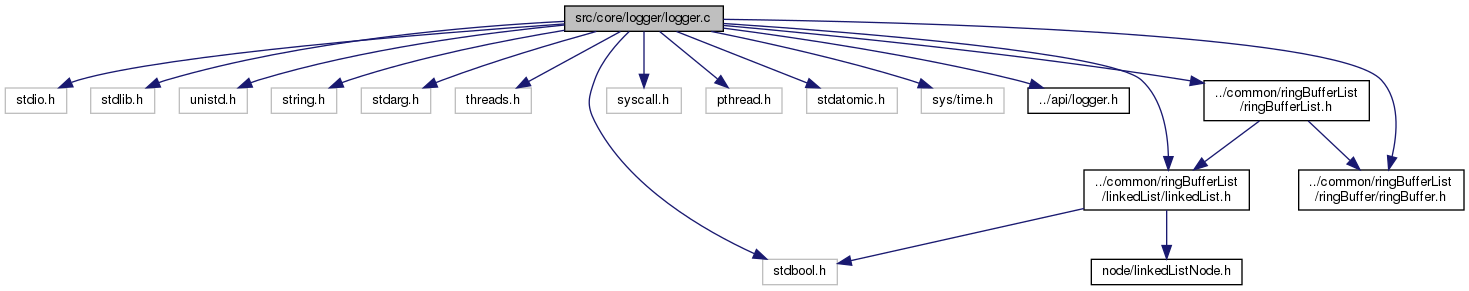 src/core/logger/logger.c
stdio.h
stdlib.h
unistd.h
string.h
stdarg.h
threads.h
syscall.h
pthread.h
stdatomic.h
sys/time.h
../api/logger.h
../common/ringBufferList
/ringBufferList.h
../common/ringBufferList
/linkedList/linkedList.h
../common/ringBufferList
/ringBuffer/ringBuffer.h
stdbool.h
node/linkedListNode.h